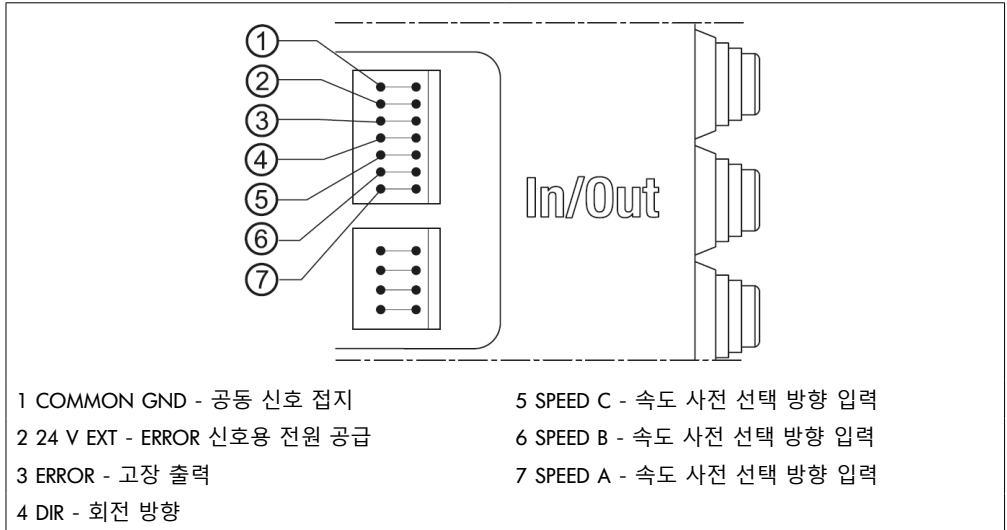 1
2
3
4
5
6
7
In/Out
1 COMMON GND - 공동 신호 접지
2 24 V EXT - ERROR 신호용 전원 공급
3 ERROR - 고장 출력
4 DIR - 회전 방향
5 SPEED C - 속도 사전 선택 방향 입력
6 SPEED B - 속도 사전 선택 방향 입력
7 SPEED A - 속도 사전 선택 방향 입력